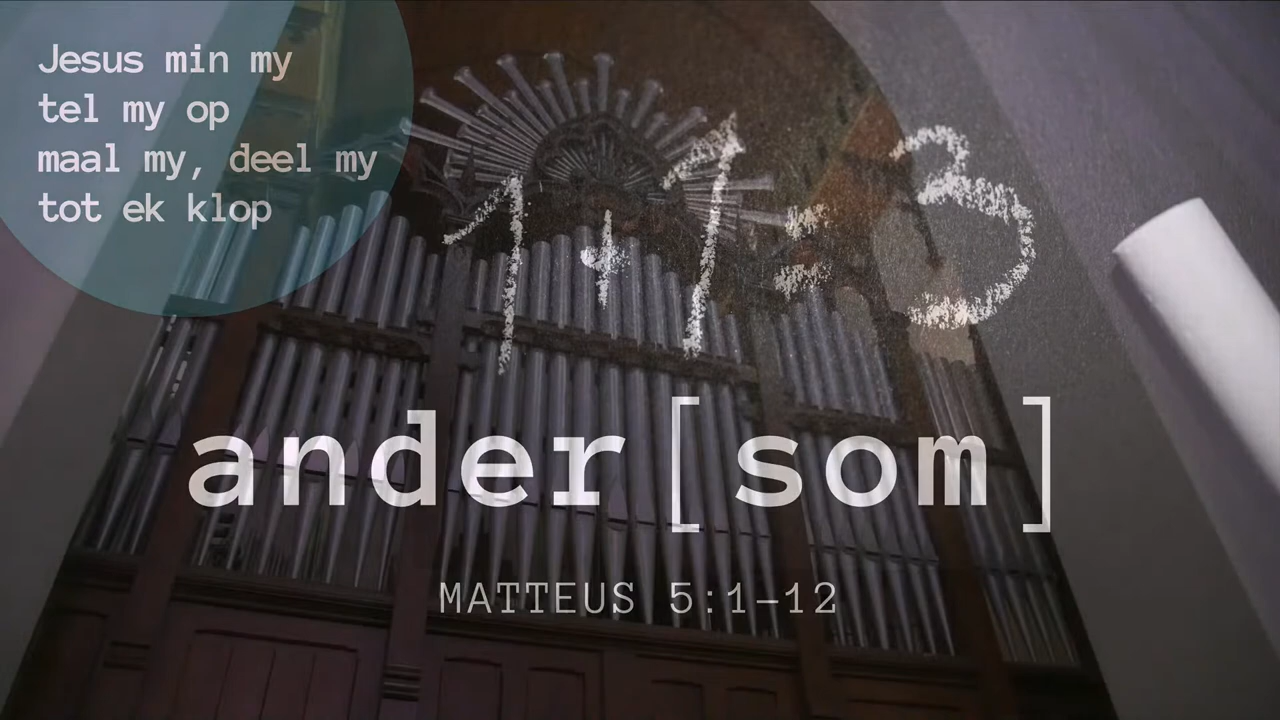 Jesus min my
tel my op
maal my, deel my
tot ek klop
1+1=3
ander[som]
MATTEUS 5:1-12